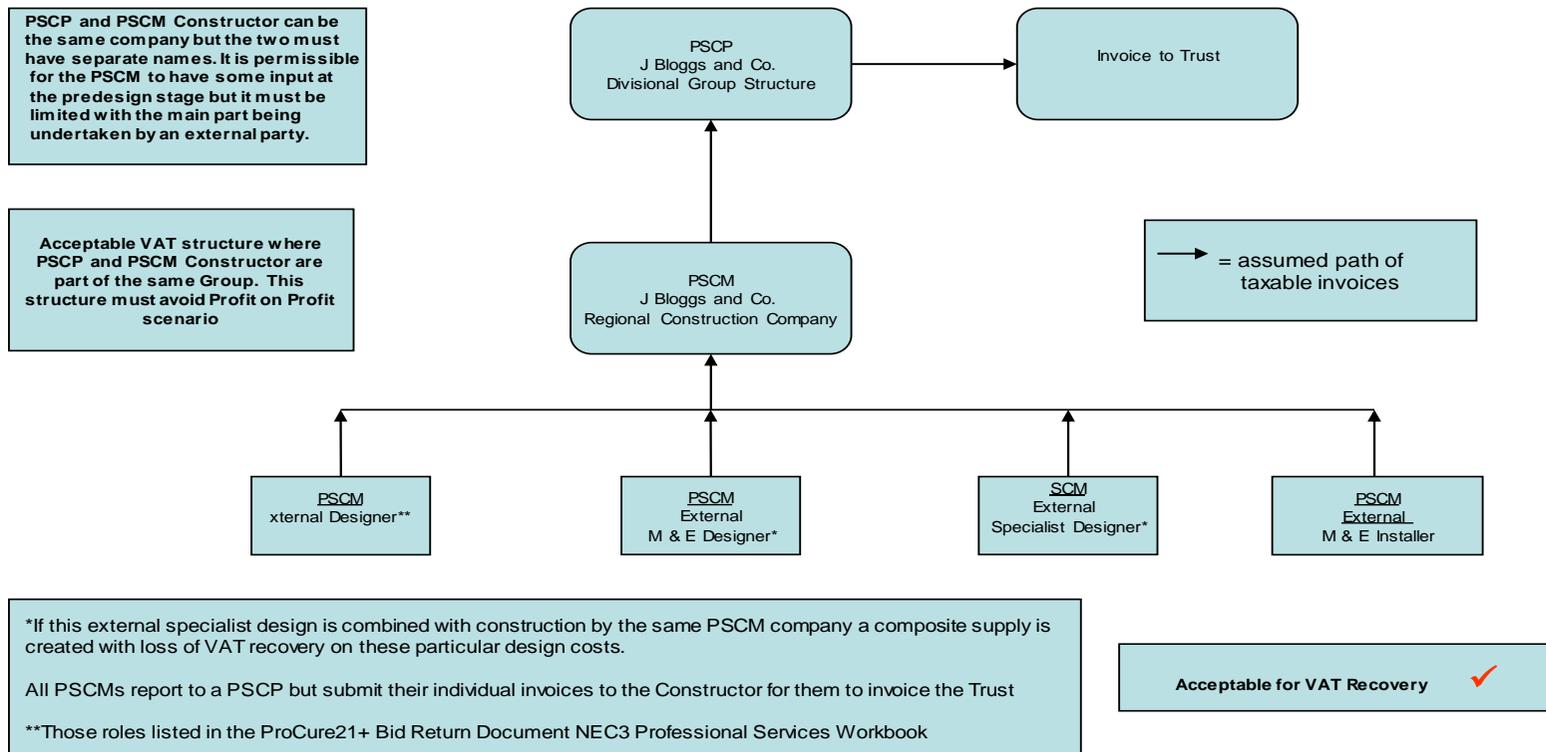 PSCP and PSCM Constructor can be
the same company but the two must
have separate names. It is permissible
for the PSCM to have some input at
the predesign stage but it must be
limited with the main part being
undertaken by an external party.
PSCP
J Bloggs and Co.
Divisional Group Structure
Invoice to Trust
Acceptable VAT structure where
PSCP and PSCM Constructor are
part of the same Group. This
structure must avoid Profit on Profit
scenario
PSCM
J Bloggs and Co.
Regional Construction Company
= assumed path of
taxable invoices
PSCM
xternal Designer**
PSCM
External
M & E Designer*
SCM
External
Specialist Designer*
PSCM
External
M & E Installer
*If this external specialist design is combined with construction by the same PSCM company a composite supply is
created with loss of VAT recovery on these particular design costs.
All PSCMs report to a PSCP but submit their individual invoices to the Constructor for them to invoice the Trust
**Those roles listed in the ProCure21+ Bid Return Document NEC3 Professional Services Workbook
Acceptable for VAT Recovery